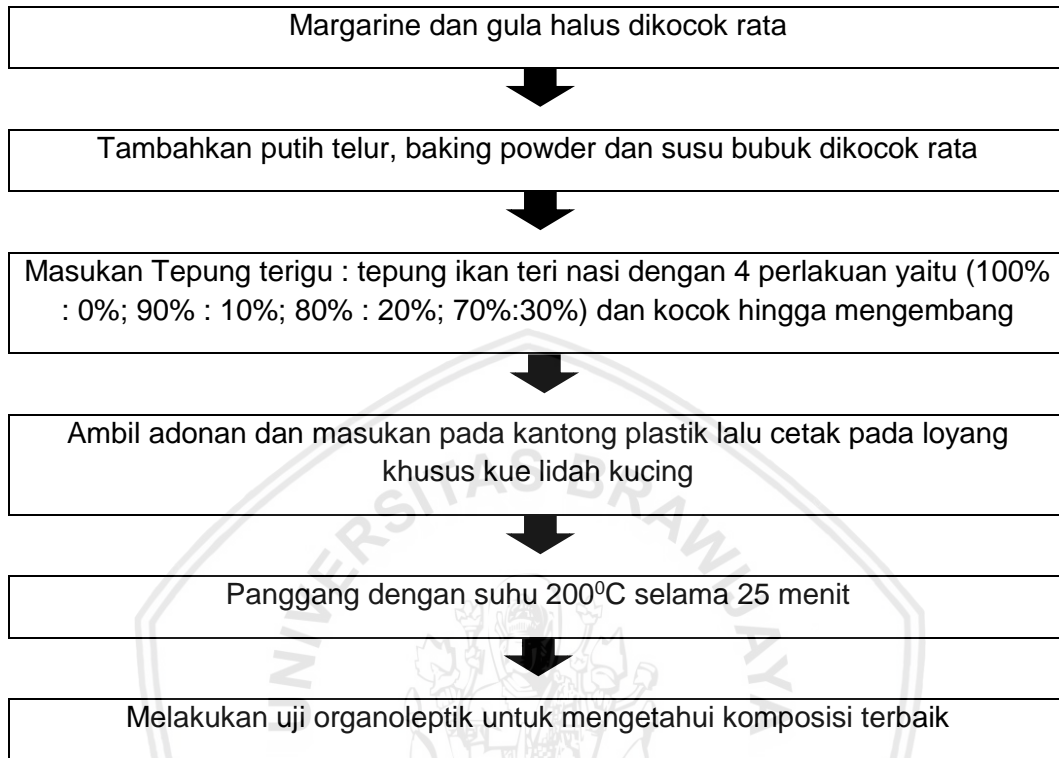 Margarine dan gula halus dikocok rata
Tambahkan putih telur, baking powder dan susu bubuk dikocok rata
Masukan Tepung terigu : tepung ikan teri nasi dengan 4 perlakuan yaitu (100%
: 0%; 90% : 10%; 80% : 20%; 70%:30%) dan kocok hingga mengembang
Ambil adonan dan masukan pada kantong plastik lalu cetak pada loyang
khusus kue lidah kucing
Panggang dengan suhu 200⁰C selama 25 menit
Melakukan uji organoleptik untuk mengetahui komposisi terbaik
UNIVERSITAS BRAWIJAYA